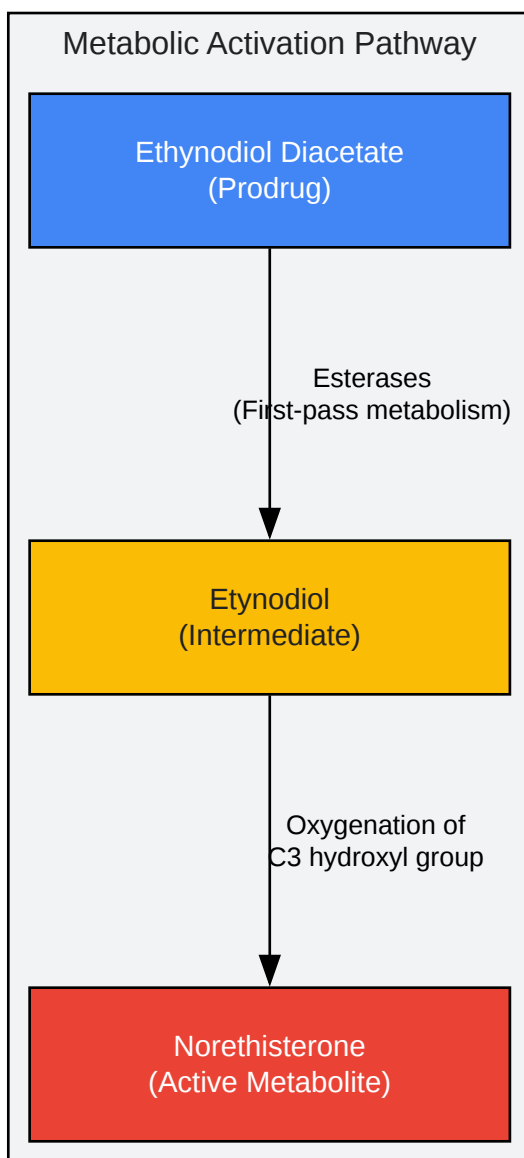 Metabolic Activation Pathway
Ethynodiol Diacetate
(Prodrug)
Esterases
(First-pass metabolism)
Etynodiol
(Intermediate)
Oxygenation of
C3 hydroxyl group
Norethisterone
(Active Metabolite)